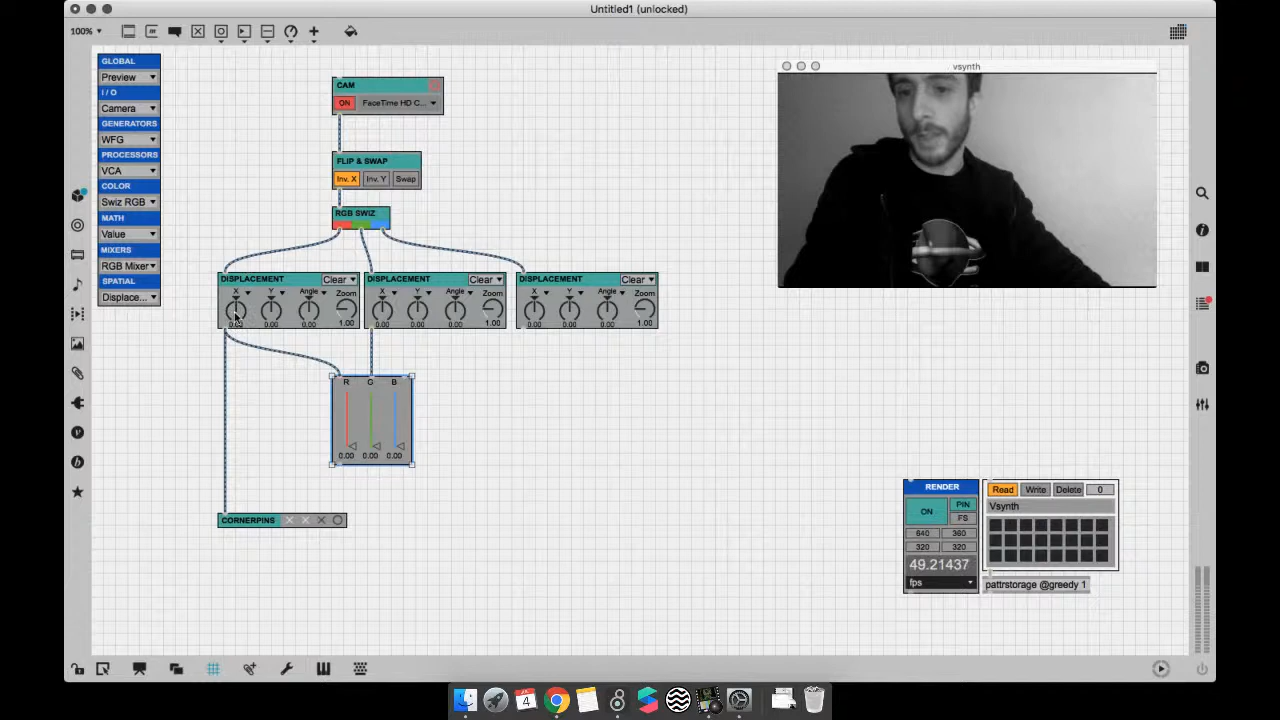 Untitled1 (unlocked)
100%
GLOBAL
Preview
I / O
Camera
GENERATORS
WFG
PROCESSORS
VCA
COLOR
Swiz RGB
MATH
Value
MIXERS
RGB Mixer
SPATIAL
Displace...
CAM
ON FaceTime HD C...
FLIP & SWAP
Inv. X Inv. Y Swap
RGB SWIZ
DISPLACEMENT Clear
X Y Angle Zoom
0.00 0.00 0.00 1.00
DISPLACEMENT Clear
X Y Angle Zoom
0.00 0.00 0.00 1.00
DISPLACEMENT Clear
X Y Angle Zoom
0.00 0.00 0.00 1.00
R G B
0.00 0.00 0.00
CORNERPINS
vsynth
RENDER
ON PIN
FS
640 360
320 320
49.21437
fps
Read Write Delete 0
Vsynth
pattrstorage @greedy 1
JUL
4